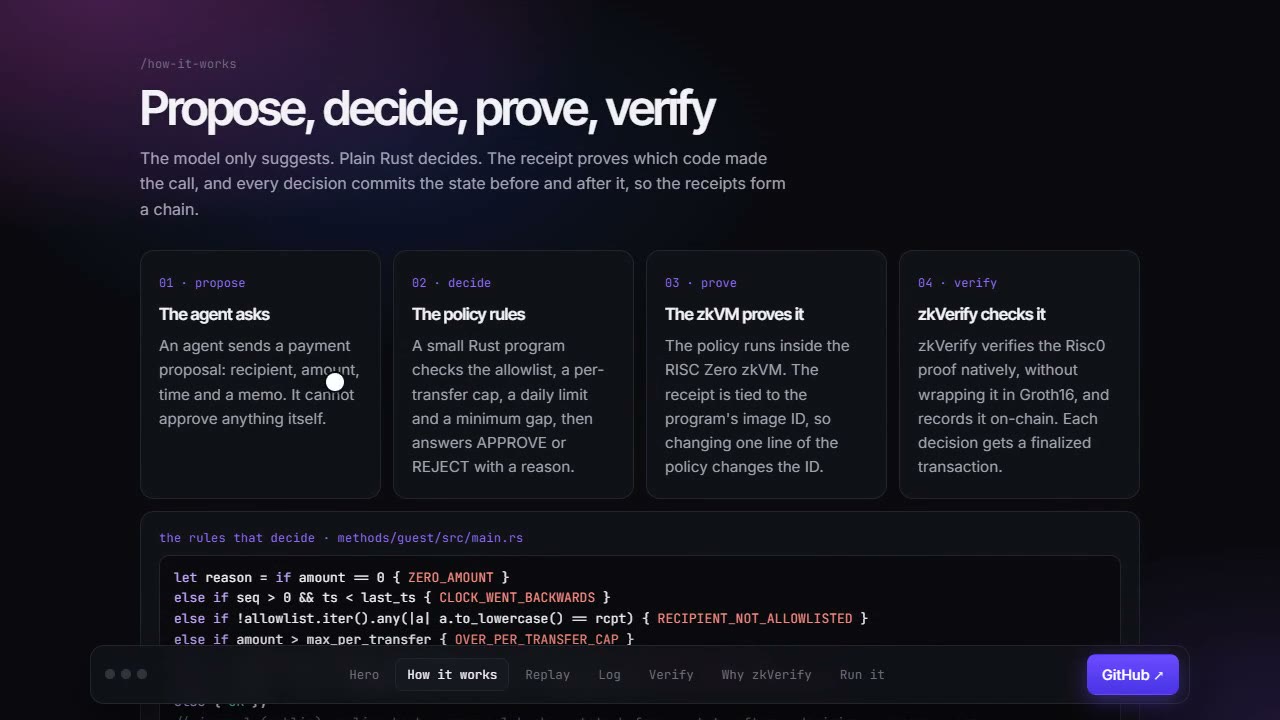 /how-it-works
Propose, decide, prove, verify
The model only suggests. Plain Rust decides. The receipt proves which code made
the call, and every decision commits the state before and after it, so the receipts form
a chain.
01 · propose
The agent asks
An agent sends a payment
proposal: recipient, amount,
time and a memo. It cannot
approve anything itself.
02 · decide
The policy rules
A small Rust program
checks the allowlist, a per-
transfer cap, a daily limit
and a minimum gap, then
answers APPROVE or
REJECT with a reason.
03 · prove
The zkVM proves it
The policy runs inside the
RISC Zero zkVM. The
receipt is tied to the
program's image ID, so
changing one line of the
policy changes the ID.
04 · verify
zkVerify checks it
zkVerify verifies the Risc0
proof natively, without
wrapping it in Groth16, and
records it on-chain. Each
decision gets a finalized
transaction.
the rules that decide · methods/guest/src/main.rs
let reason = if amount == 0 { ZERO_AMOUNT }
else if seq > 0 && ts < last_ts { CLOCK_WENT_BACKWARDS }
else if !allowlist.iter().any(|a| a.to_lowercase() == rcpt) { RECIPIENT_NOT_ALLOWLISTED }
else if amount > max_per_transfer { OVER_PER_TRANSFER_CAP }
Hero
How it works
Replay
Log
Verify
Why zkVerify
Run it
GitHub ↗